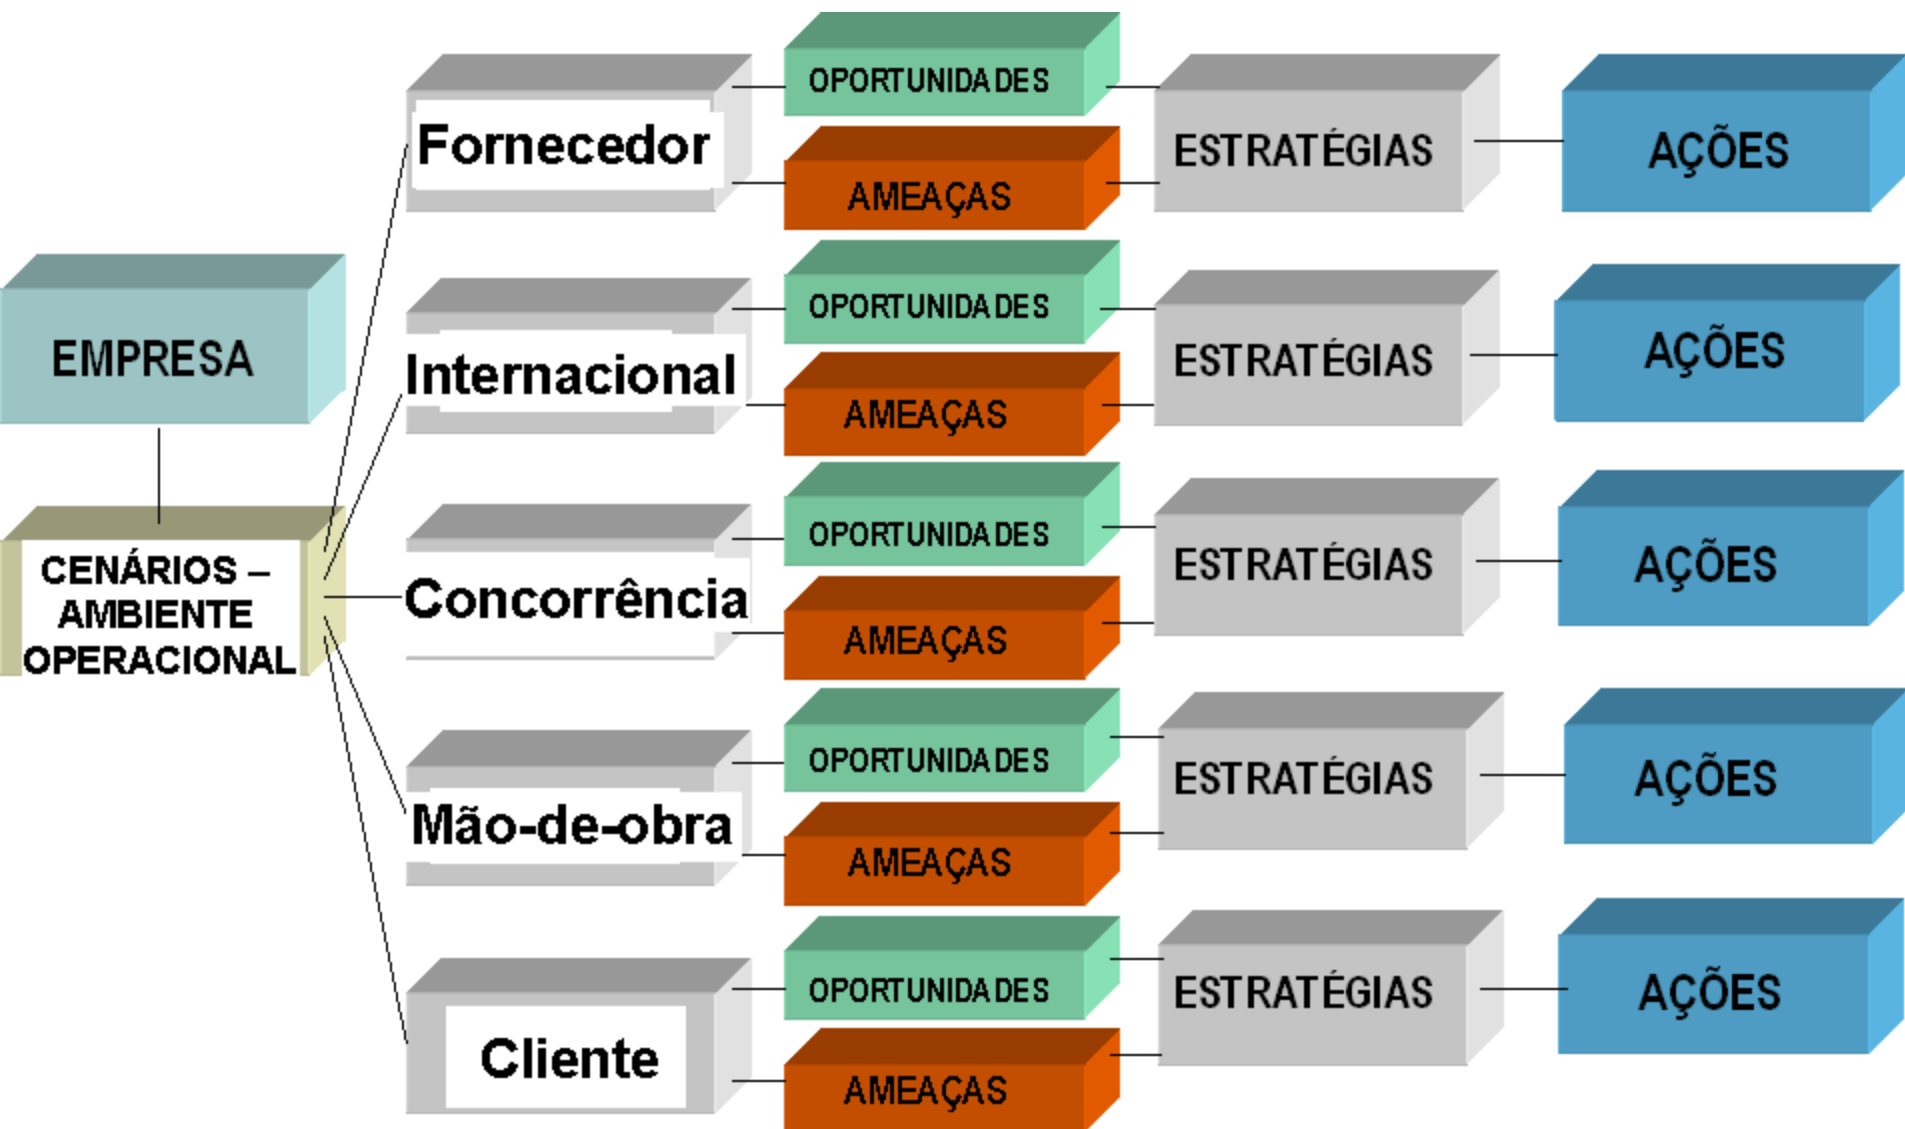 EMPRESA
CENÁRIOS –
AMBIENTE
OPERACIONAL
Fornecedor
OPORTUNIDADES
AMEAÇAS
ESTRATÉGIAS
AÇÕES
Internacional
OPORTUNIDADES
AMEAÇAS
ESTRATÉGIAS
AÇÕES
Concorrência
OPORTUNIDADES
AMEAÇAS
ESTRATÉGIAS
AÇÕES
Mão-de-obra
OPORTUNIDADES
AMEAÇAS
ESTRATÉGIAS
AÇÕES
Cliente
OPORTUNIDADES
AMEAÇAS
ESTRATÉGIAS
AÇÕES